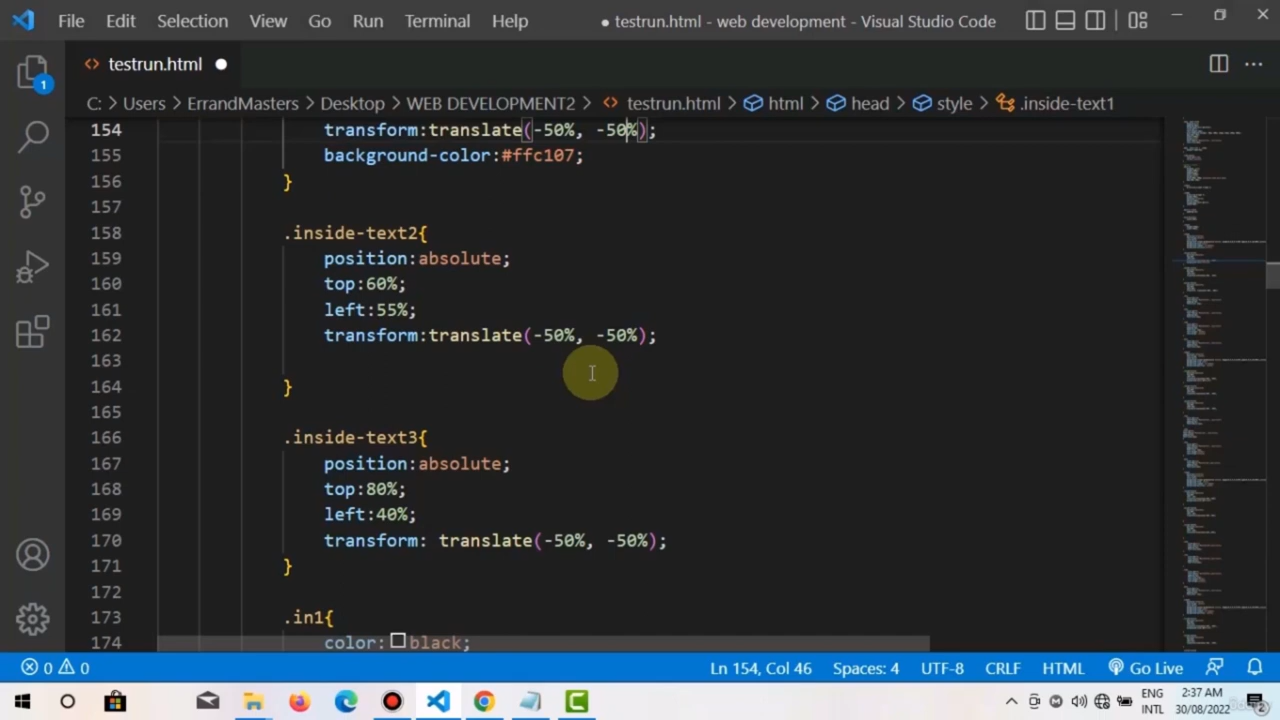 File Edit Selection View Go Run Terminal Help
● testrun.html - web development - Visual Studio Code
testrun.html
C: > Users > ErrandMasters > Desktop > WEB DEVELOPMENT2 > testrun.html > html > head > style > .inside-text1
1
154 transform:translate(-50%, -50%);
155 background-color:#ffc107;
156 }
157
158 .inside-text2{
159 position:absolute;
160 top:60%;
161 left:55%;
162 transform:translate(-50%, -50%);
163
164 }
165
166 .inside-text3{
167 position:absolute;
168 top:80%;
169 left:40%;
170 transform: translate(-50%, -50%);
171 }
172
173 .in1{
174 color:black;
0 0 Ln 154, Col 46 Spaces: 4 UTF-8 CRLF HTML Go Live
ENG 2:37 AM
INTL 30/08/2022 2